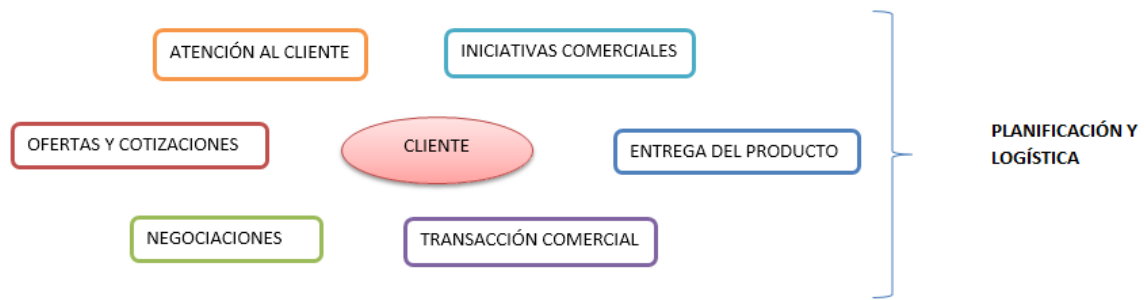 ATENCIÓN AL CLIENTE
INICIATIVAS COMERCIALES
OFERTAS Y COTIZACIONES
CLIENTE
ENTREGA DEL PRODUCTO
PLANIFICACIÓN Y
LOGÍSTICA
NEGOCIACIONES
TRANSACCIÓN COMERCIAL